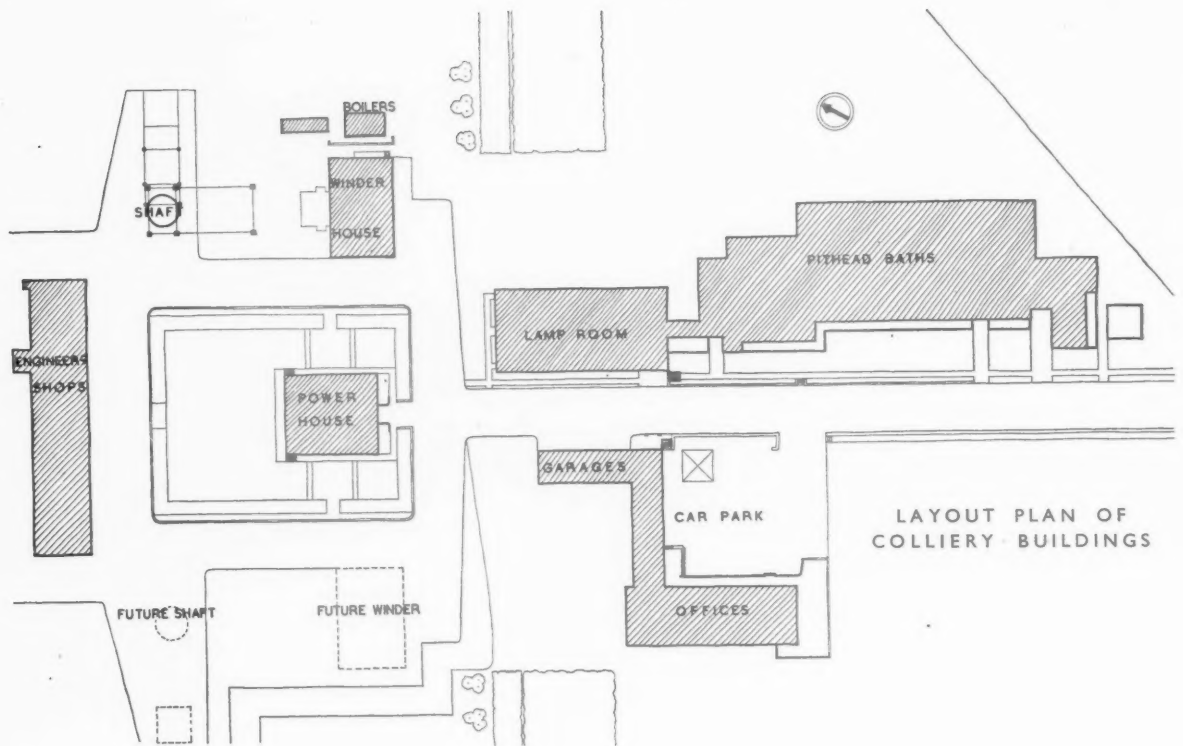 BOILERS
WINDER
HOUSE
SHAFT
PITHEAD BATHS
LAMP ROOM
ENGINEERS
SHOPS
POWER
HOUSE
GARAGES
CAR PARK
LAYOUT PLAN OF
COLLIERY BUILDINGS
FUTURE SHAFT
FUTURE WINDER
OFFICES